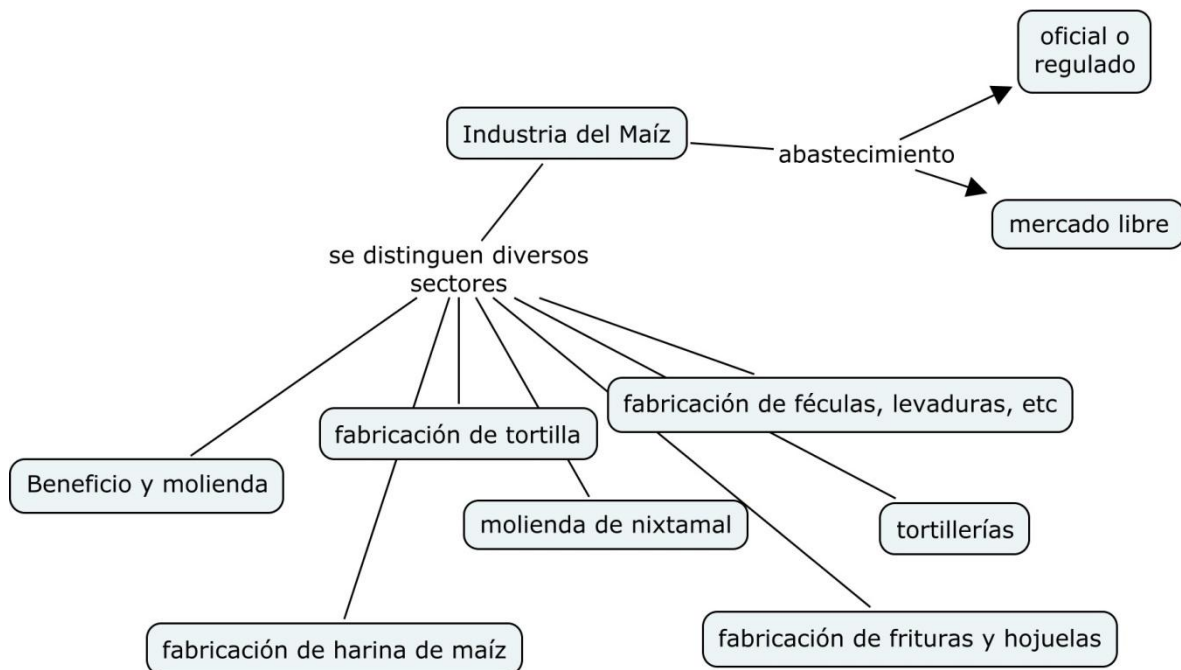 oficial o
regulado
Industria del Maíz
abastecimiento
mercado libre
se distinguen diversos
sectores
fabricación de féculas, levaduras, etc
fabricación de tortilla
Beneficio y molienda
molienda de nixtamal
tortillerías
fabricación de harina de maíz
fabricación de frituras y hojuelas